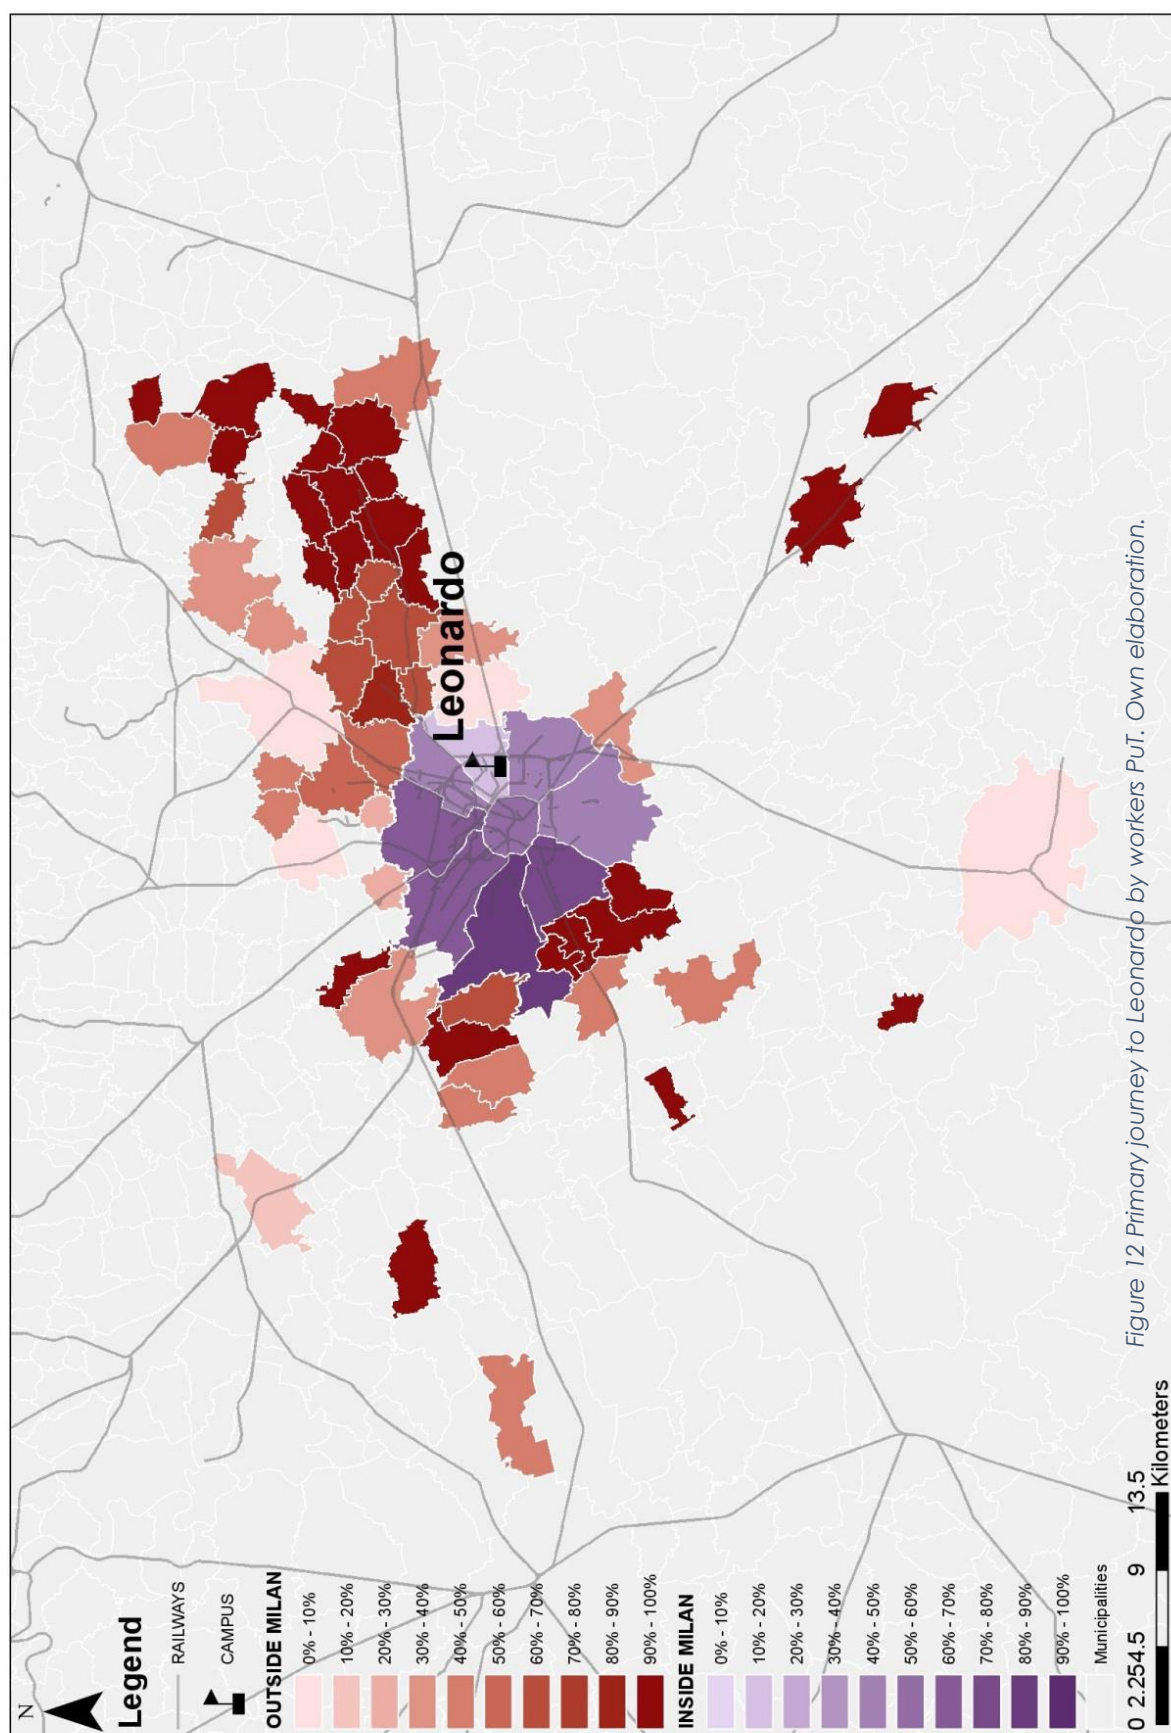 N
Legend
RAILWAYS
CAMPUS
OUTSIDE MILAN
0% - 10%
10% - 20%
20% - 30%
30% - 40%
40% - 50%
50% - 60%
60% - 70%
70% - 80%
80% - 90%
90% - 100%
INSIDE MILAN
0% - 10%
10% - 20%
20% - 30%
30% - 40%
40% - 50%
50% - 60%
60% - 70%
70% - 80%
80% - 90%
90% - 100%
Municipalities
0 2.254.5 9 13.5
Kilometers
Leonardo
Figure 12 Primary journey to Leonardo by workers PuT. Own elaboration.